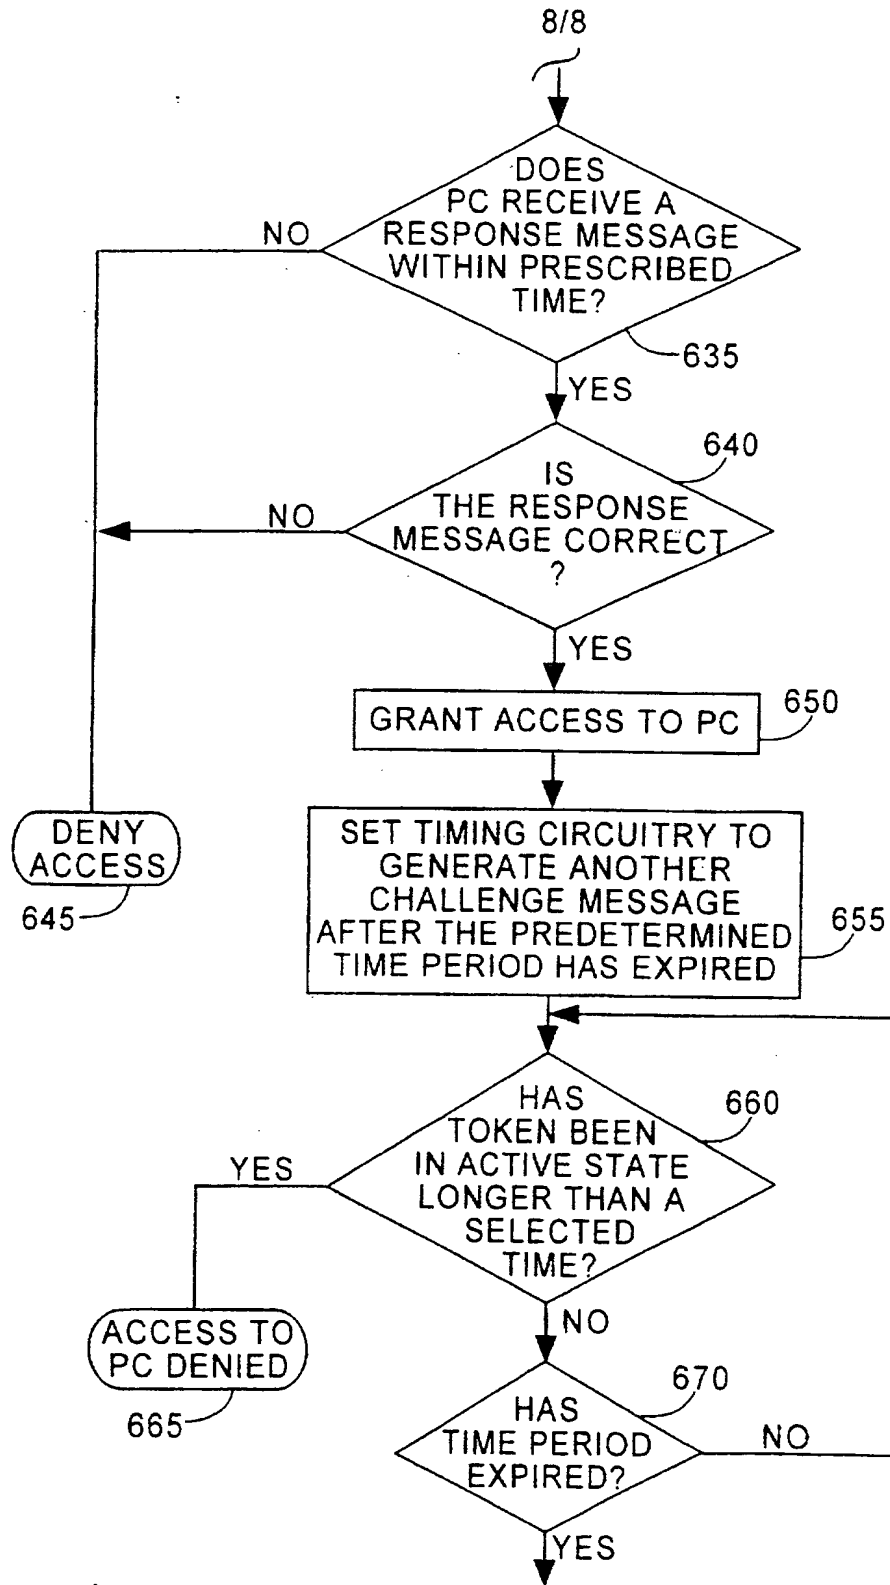 8/8
DOES
PC RECEIVE A
RESPONSE MESSAGE
WITHIN PRESCRIBED
TIME?
NO
635
YES
640
IS
THE RESPONSE
MESSAGE CORRECT
?
NO
YES
GRANT ACCESS TO PC
650
DENY
ACCESS
645
SET TIMING CIRCUITRY TO
GENERATE ANOTHER
CHALLENGE MESSAGE
AFTER THE PREDETERMINED
TIME PERIOD HAS EXPIRED
655
HAS
TOKEN BEEN
IN ACTIVE STATE
LONGER THAN A
SELECTED
TIME?
660
YES
ACCESS TO
PC DENIED
665
NO
HAS
TIME PERIOD
EXPIRED?
670
NO
YES